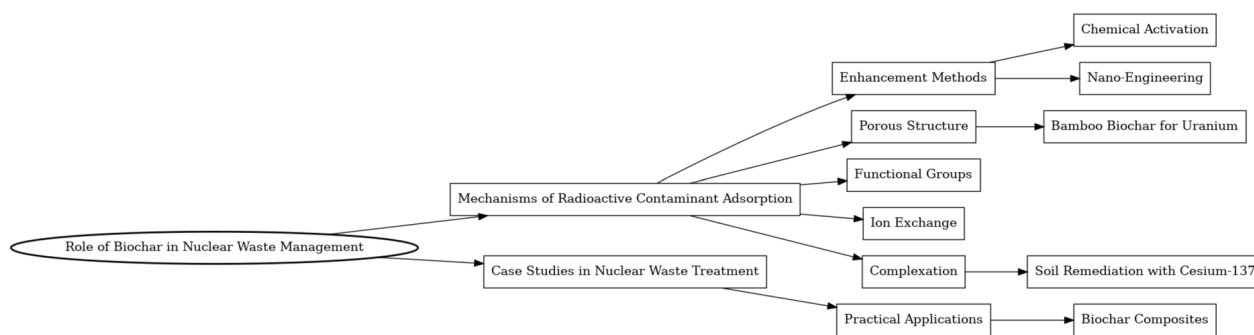 Chemical Activation
Enhancement Methods
Nano-Engineering
Porous Structure
Bamboo Biochar for Uranium
Functional Groups
Mechanisms of Radioactive Contaminant Adsorption
Ion Exchange
Role of Biochar in Nuclear Waste Management
Case Studies in Nuclear Waste Treatment
Complexation
Soil Remediation with Cesium-137
Practical Applications
Biochar Composites